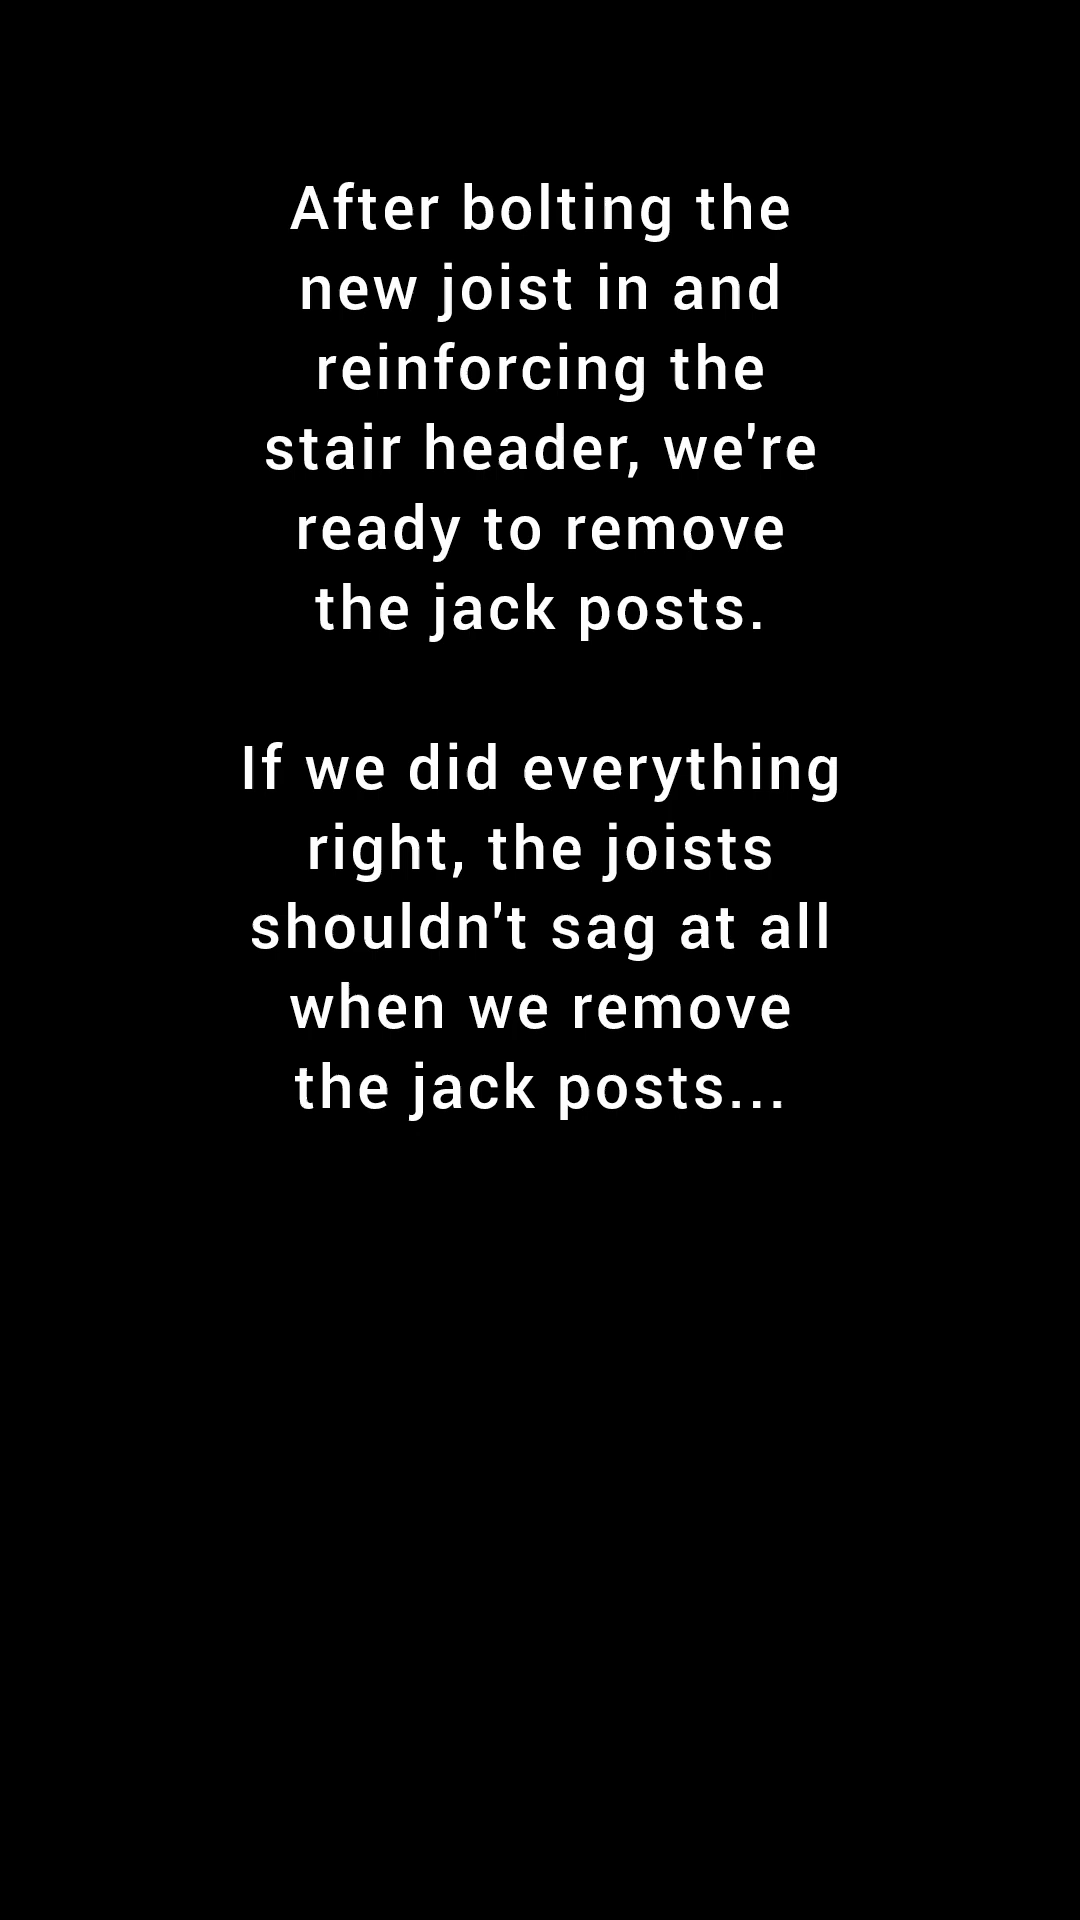 After bolting the
new joist in and
reinforcing the
stair header, we're
ready to remove
the jack posts.
If we did everything
right, the joists
shouldn't sag at all
when we remove
the jack posts...